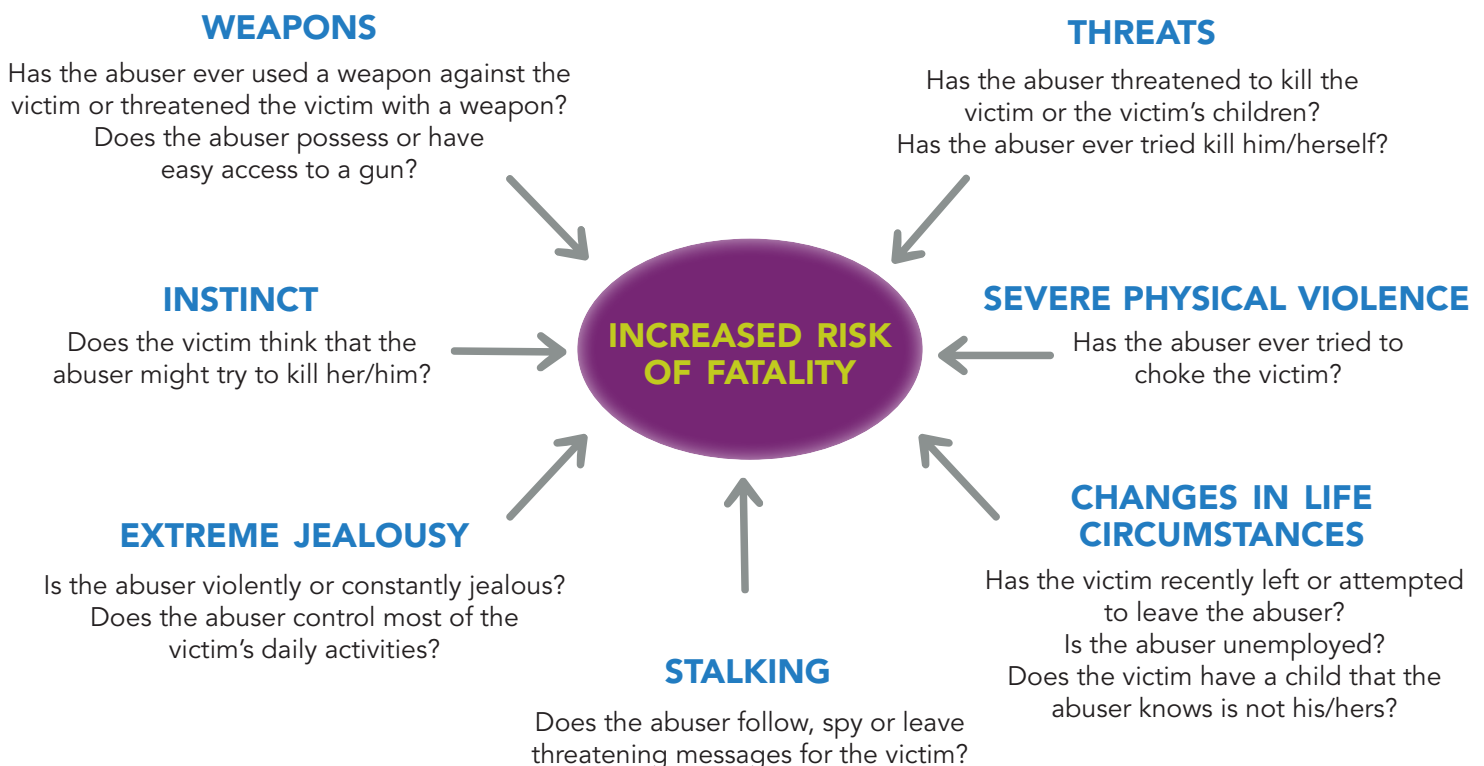 WEAPONS
Has the abuser ever used a weapon against the
victim or threatened the victim with a weapon?
Does the abuser possess or have
easy access to a gun?
THREATS
Has the abuser threatened to kill the
victim or the victim’s children?
Has the abuser ever tried kill him/herself?
INSTINCT
Does the victim think that the
abuser might try to kill her/him?
INCREASED RISK
OF FATALITY
SEVERE PHYSICAL VIOLENCE
Has the abuser ever tried to
choke the victim?
EXTREME JEALOUSY
Is the abuser violently or constantly jealous?
Does the abuser control most of the
victim’s daily activities?
STALKING
Does the abuser follow, spy or leave
threatening messages for the victim?
CHANGES IN LIFE
CIRCUMSTANCES
Has the victim recently left or attempted
to leave the abuser?
Is the abuser unemployed?
Does the victim have a child that the
abuser knows is not his/hers?